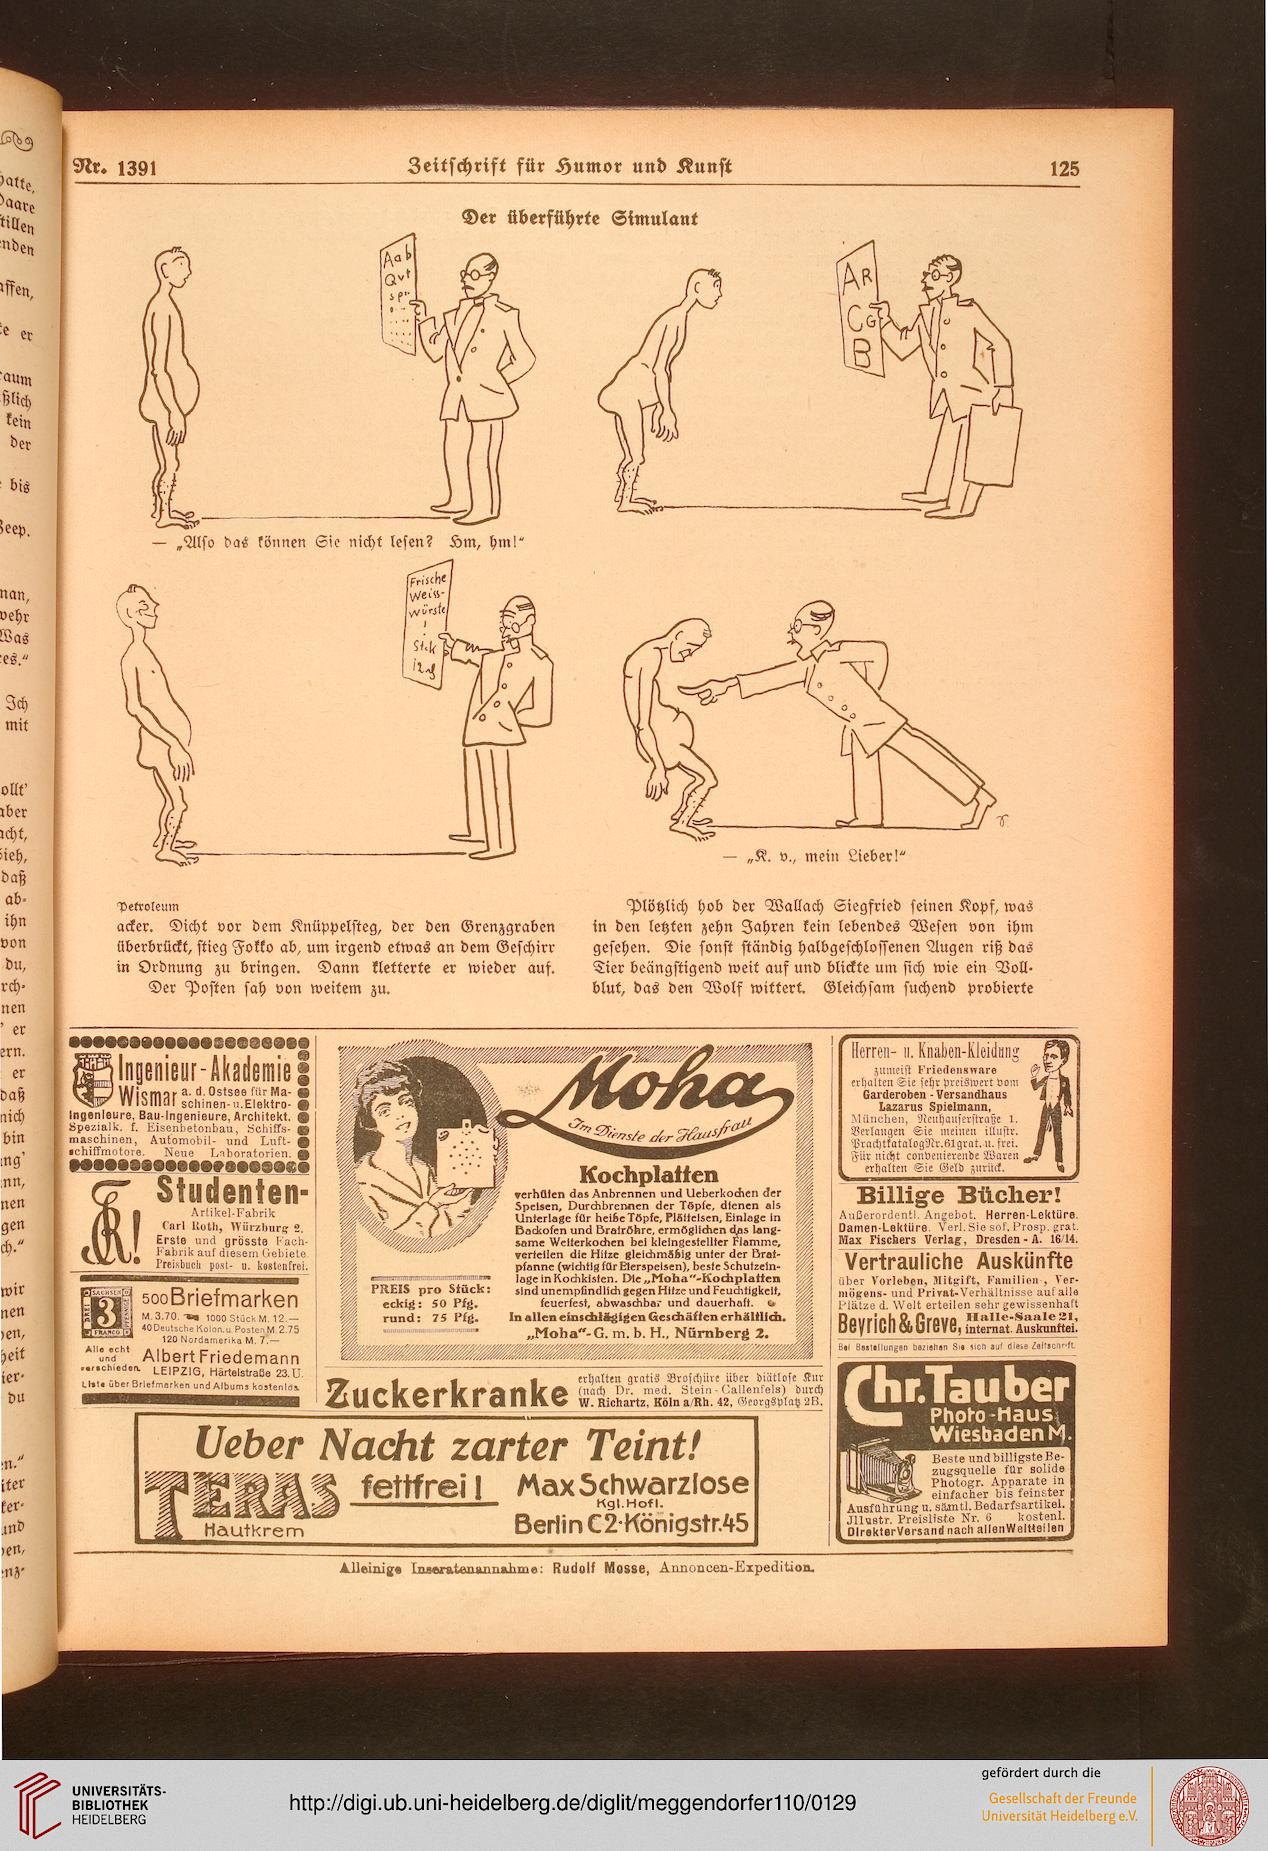 Nr. 1391
Zeitschrift für Humor und Kunst
125
Der überführte Simulant
Aab
Qvt
spr
AR
CG
B
— „Also das können Sie nicht lesen? Hm, hm!“
Frische
Weiss-
würste
!
Stck
12 ₰
— „K. v., mein Lieber!“
Petroleum
acker. Dicht vor dem Knüppelsteg, der den Grenzgraben
überbrückt, stieg Fokko ab, um irgend etwas an dem Geschirr
in Ordnung zu bringen. Dann kletterte er wieder auf.
Der Posten sah von weitem zu.
Plötzlich hob der Wallach Siegfried seinen Kopf, was
in den letzten zehn Jahren kein lebendes Wesen von ihm
gesehen. Die sonst ständig halbgeschlossenen Augen riß das
Tier beängstigend weit auf und blickte um sich wie ein Voll-
blut, das den Wolf wittert. Gleichsam suchend probierte
Ingenieur-Akademie
Wismar a. d. Ostsee für Ma-
schinen- u. Elektro-
Ingenieure, Bau-Ingenieure, Architekt.
Spezialk. f. Eisenbetonbau, Schiffs-
maschinen, Automobil- und Luft-
schiffmotore. Neue Laboratorien.
Studenten-
Artikel-Fabrik
Carl Roth, Würzburg 2.
Erste und grösste Fach-
Fabrik auf diesem Gebiete.
Preisbuch post- u. kostenfrei.
SACHSEN
DREI
3
PFENNIGE
FRANCO
500 Briefmarken
M. 3.70. 1000 Stück M. 12.—
40 Deutsche Kolon. u. Posten M. 2.75
120 Nordamerika M. 7.—
Alle echt
und
verschieden.
Albert Friedemann
LEIPZIG, Härtelstraße 23.U.
Liste über Briefmarken und Albums kostenlos.
Moha
Im Dienste der Hausfrau
Kochplatten
verhüten das Anbrennen und Ueberkochen der
Speisen, Durchbrennen der Töpfe, dienen als
Unterlage für heiße Töpfe, Plätteisen, Einlage in
Backofen und Bratröhre, ermöglichen das lang-
same Weiterkochen bei kleingestellter Flamme,
verteilen die Hitze gleichmäßig unter der Brat-
pfanne (wichtig für Eierspeisen), beste Schutzein-
lage in Kochkisten. Die „Moha“-Kochplatten
sind unempfindlich gegen Hitze und Feuchtigkeit,
feuerfest, abwaschbar und dauerhaft.
In allen einschlägigen Geschäften erhältlich.
„Moha“-G. m. b. H., Nürnberg 2.
PREIS pro Stück:
eckig: 50 Pfg.
rund: 75 Pfg.
Zuckerkranke
erhalten gratis Broschüre über diätlose Kur
(nach Dr. med. Stein-Callenfels) durch
W. Richartz, Köln a/Rh. 42, Georgsplatz 2B.
Ueber Nacht zarter Teint!
TERAS
Hautkrem
fettfrei!
Max Schwarzlose
Kgl. Hofl.
Berlin C2·Königstr.45
Herren- u. Knaben-Kleidung
zumeist Friedensware
erhalten Sie sehr preiswert vom
Garderoben-Versandhaus
Lazarus Spielmann,
München, Neuhauserstraße 1.
Verlangen Sie meinen illustr.
Prachtkatalog Nr. 61 grat. u. frei.
Für nicht convenierende Waren
erhalten Sie Geld zurück.
Billige Bücher!
Außerordentl. Angebot. Herren-Lektüre.
Damen-Lektüre. Verl. Sie sof. Prosp. grat.
Max Fischers Verlag, Dresden-A. 16/14.
Vertrauliche Auskünfte
über Vorleben, Mitgift, Familien-, Ver-
mögens- und Privat-Verhältnisse auf alle
Plätze d. Welt erteilen sehr gewissenhaft
Beyrich & Greve, Halle-Saale 21,
internat. Auskunftei.
Bei Bestellungen beziehen Sie sich auf diese Zeitschrift.
Chr. Tauber
Photo-Haus
Wiesbaden M.
Beste und billigste Be-
zugsquelle für solide
Photogr. Apparate in
einfacher bis feinster
Ausführung u. sämtl. Bedarfsartikel.
Jllustr. Preisliste Nr. 6 kostenl.
Direkter Versand nach allen Weltteilen
Alleinige Inseratenannahme: Rudolf Mosse, Annoncen-Expedition.
UNIVERSITÄTS-
BIBLIOTHEK
HEIDELBERG
http://digi.ub.uni-heidelberg.de/diglit/meggendorfer110/0129
gefördert durch die
Gesellschaft der Freunde
Universität Heidelberg e.V.